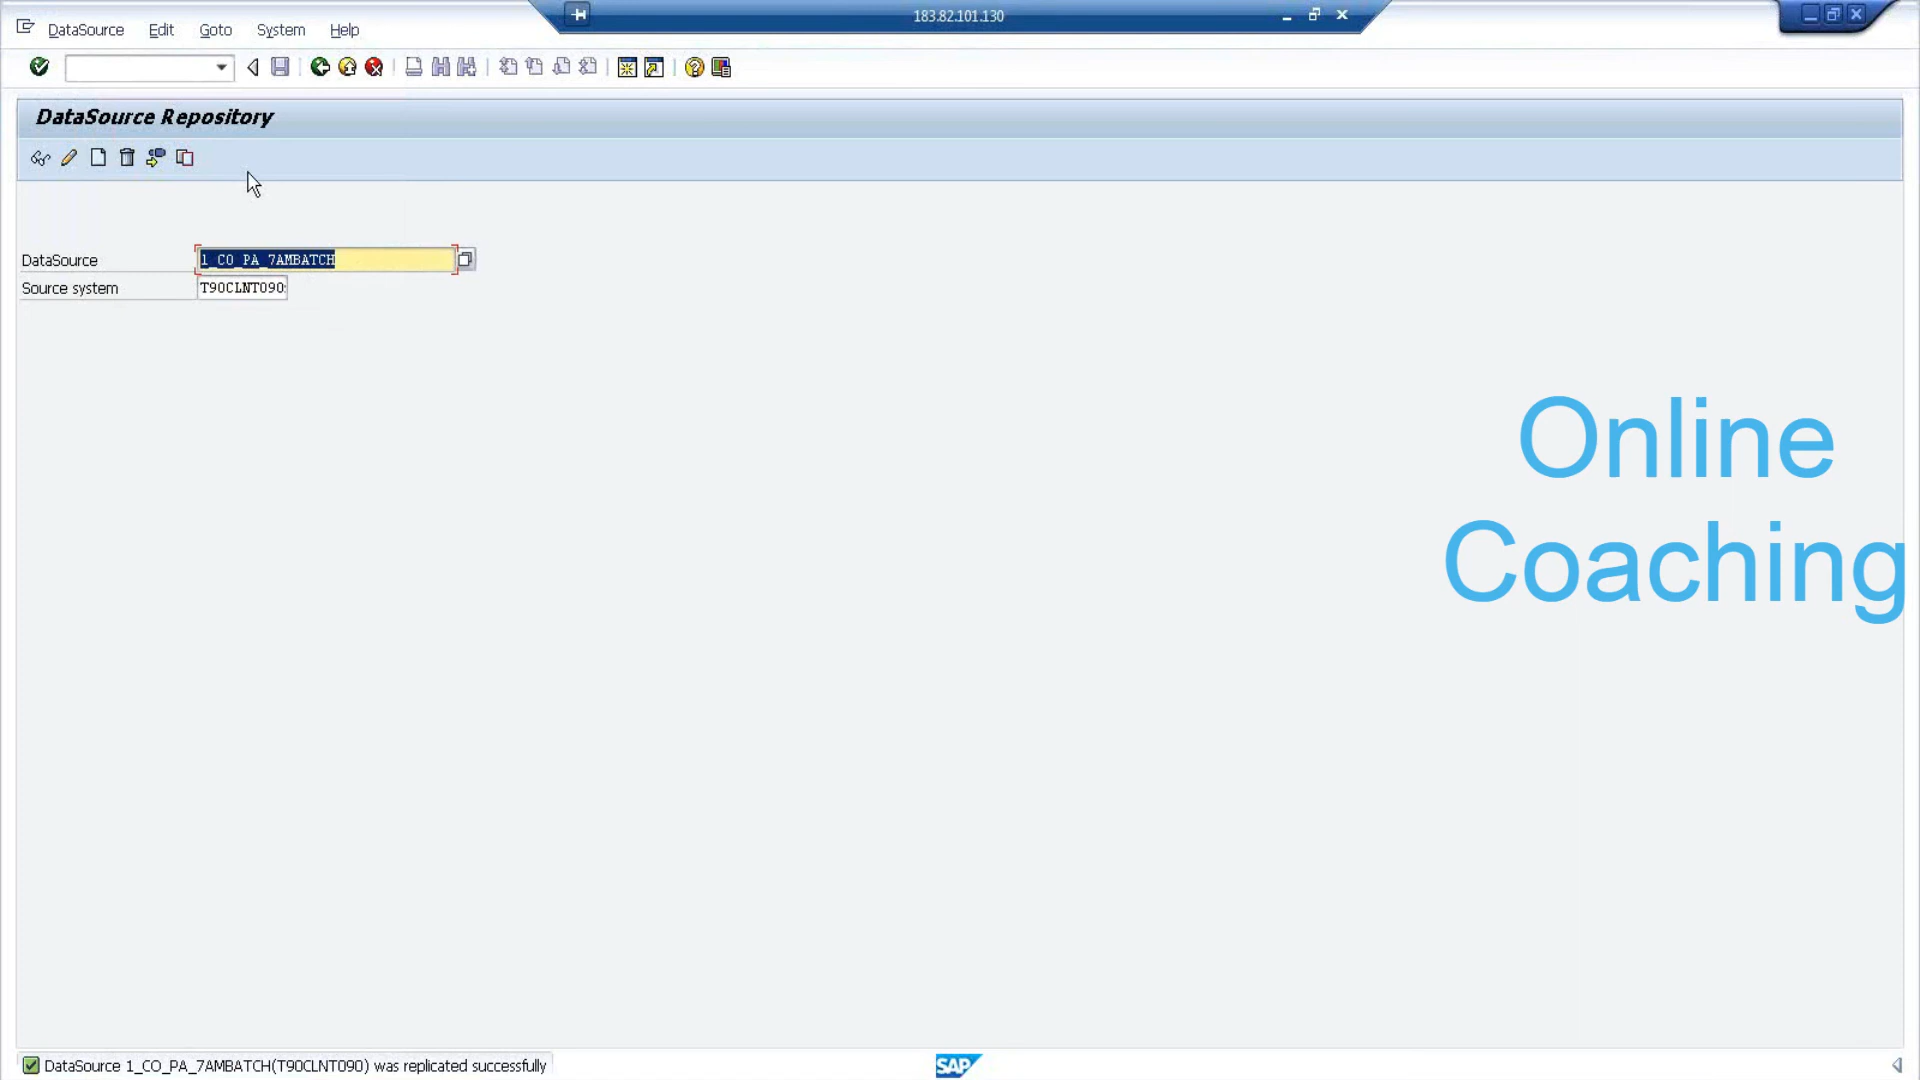 183.82.101.130
DataSource Edit Goto System Help
DataSource Repository
DataSource 1_CO_PA_7AMBATCH
Source system T90CLNT090
Online
Coaching
DataSource 1_CO_PA_7AMBATCH(T90CLNT090) was replicated successfully
SAP